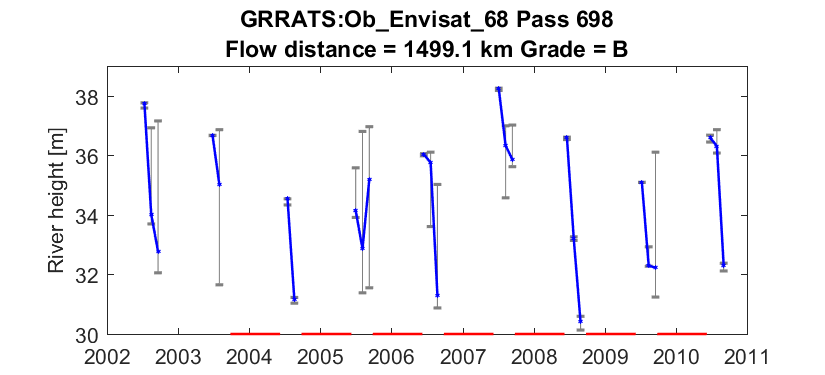 GRRATS:Ob_Envisat_68 Pass 698
Flow distance = 1499.1 km Grade = B
River height [m]
38
36
34
32
30
2002 2003 2004 2005 2006 2007 2008 2009 2010 2011